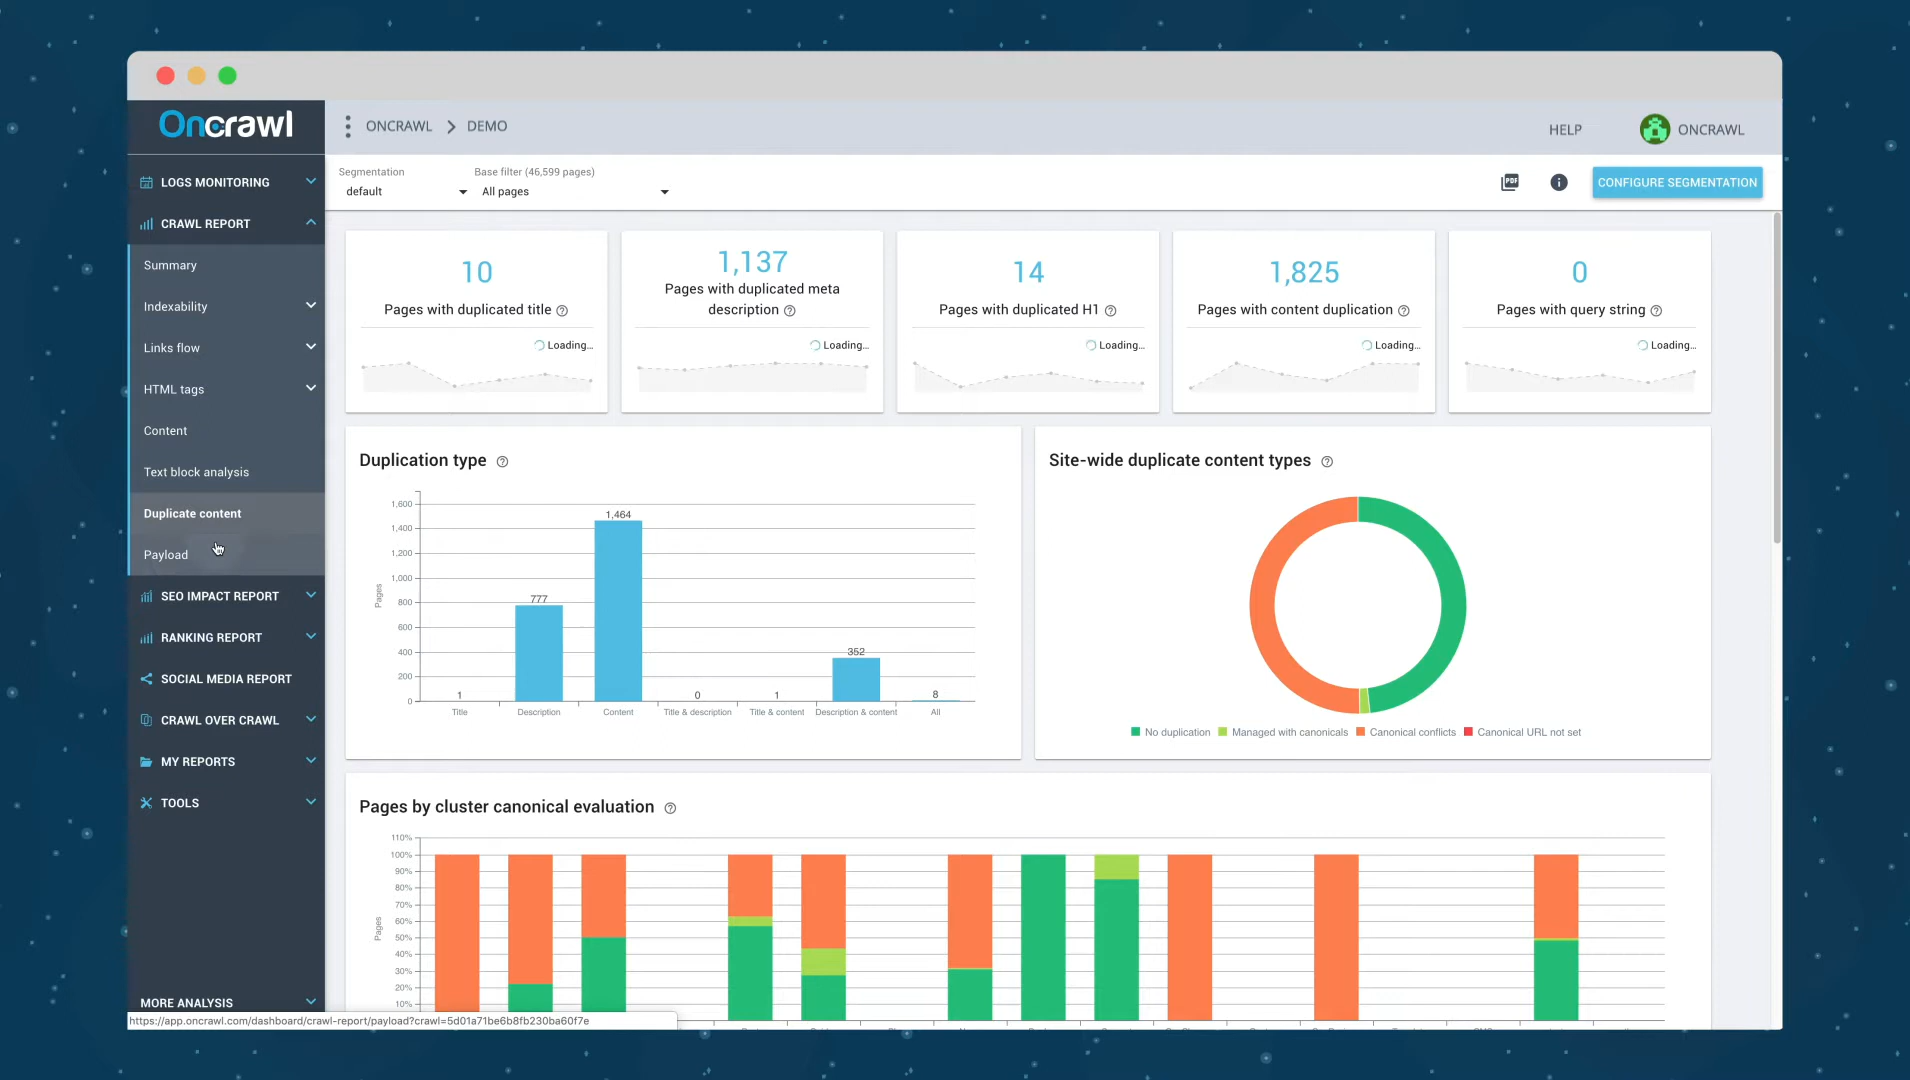 Oncrawl
ONCRAWL > DEMO
HELP
ONCRAWL
LOGS MONITORING
CRAWL REPORT
Summary
Indexability
Links flow
HTML tags
Content
Text block analysis
Duplicate content
Payload
SEO IMPACT REPORT
RANKING REPORT
SOCIAL MEDIA REPORT
CRAWL OVER CRAWL
MY REPORTS
TOOLS
MORE ANALYSIS
https://app.oncrawl.com/dashboard/crawl-report/payload?crawl=5d01a71be6b8fb230ba60f7e
Segmentation
default
Base filter (46,599 pages)
All pages
PDF
CONFIGURE SEGMENTATION
10
Pages with duplicated title
Loading...
1,137
Pages with duplicated meta
description
Loading...
14
Pages with duplicated H1
Loading...
1,825
Pages with content duplication
Loading...
0
Pages with query string
Loading...
Duplication type
Pages
1,600
1,400
1,200
1,000
800
600
400
200
0
1
777
1,464
0
1
352
8
Title
Description
Content
Title & description
Title & content
Description & content
All
Site-wide duplicate content types
No duplication
Managed with canonicals
Canonical conflicts
Canonical URL not set
Pages by cluster canonical evaluation
Pages
110%
100%
90%
80%
70%
60%
50%
40%
30%
20%
10%